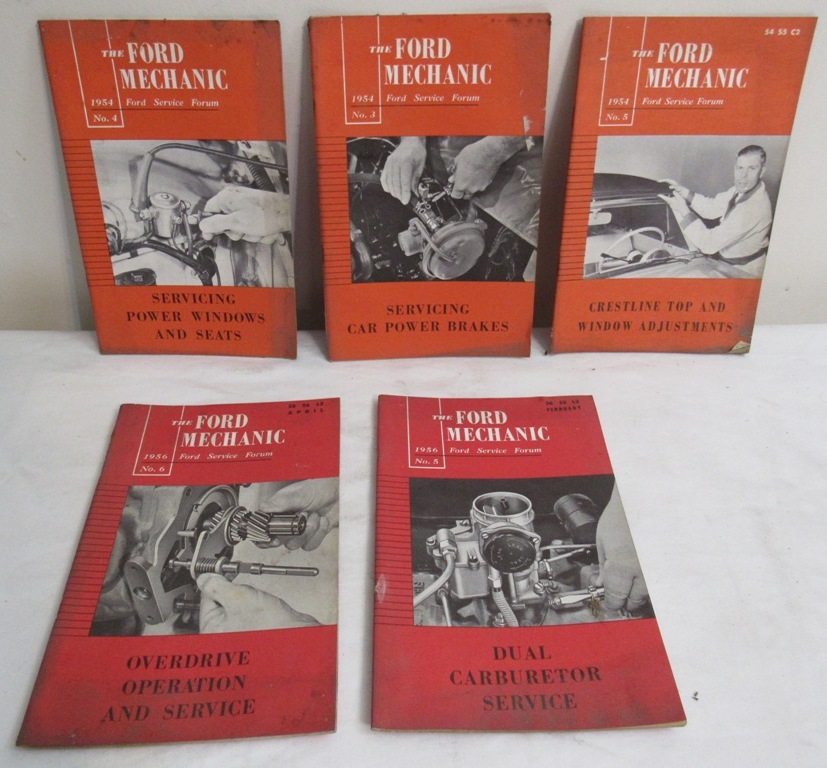 THE FORD
MECHANIC
1954 Ford Service Forum
No. 4
SERVICING
POWER WINDOWS
AND SEATS
THE FORD
MECHANIC
1954 Ford Service Forum
No. 3
SERVICING
CAR POWER BRAKES
54 55 C2
THE FORD
MECHANIC
1954 Ford Service Forum
No. 5
CRESTLINE TOP AND
WINDOW ADJUSTMENTS
APRIL
THE FORD
MECHANIC
1956 Ford Service Forum
No. 6
OVERDRIVE
OPERATION
AND SERVICE
FEBRUARY
THE FORD
MECHANIC
1956 Ford Service Forum
No. 5
DUAL
CARBURETOR
SERVICE